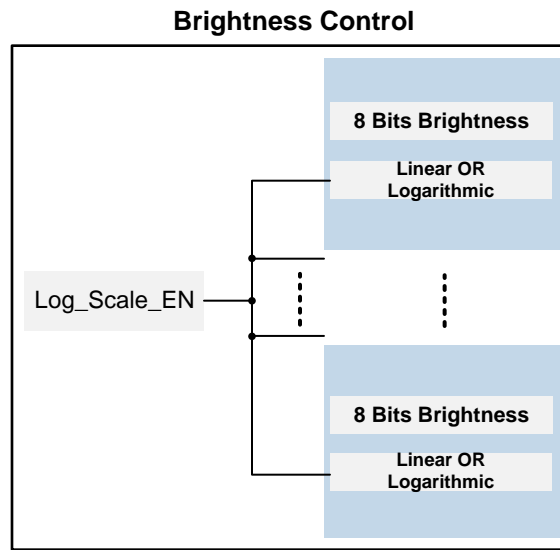 Brightness Control
8 Bits Brightness
Linear OR
Logarithmic
Log_Scale_EN
8 Bits Brightness
Linear OR
Logarithmic